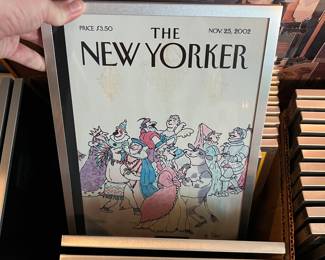 PRICE $3.50
THE
NOV. 25, 2002
NEW YORKER